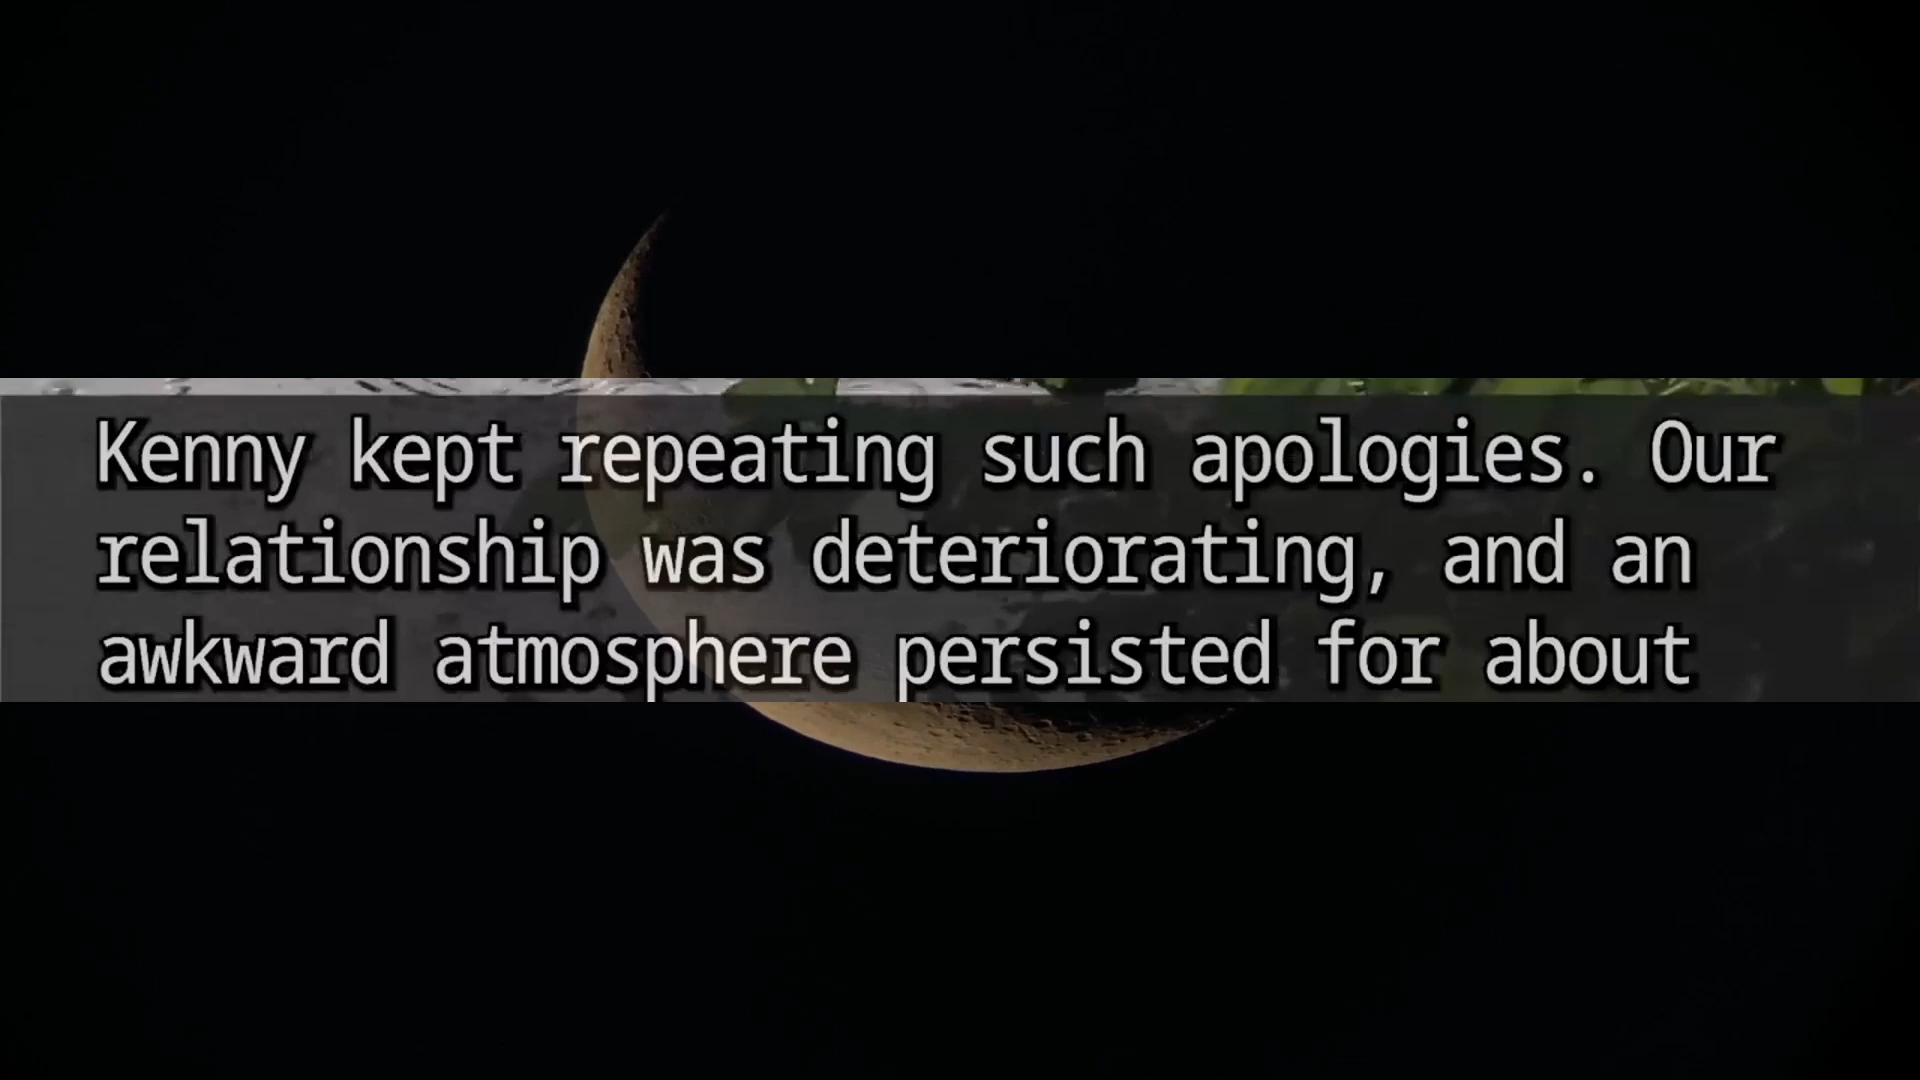 Kenny kept repeating such apologies. Our
relationship was deteriorating, and an
awkward atmosphere persisted for about